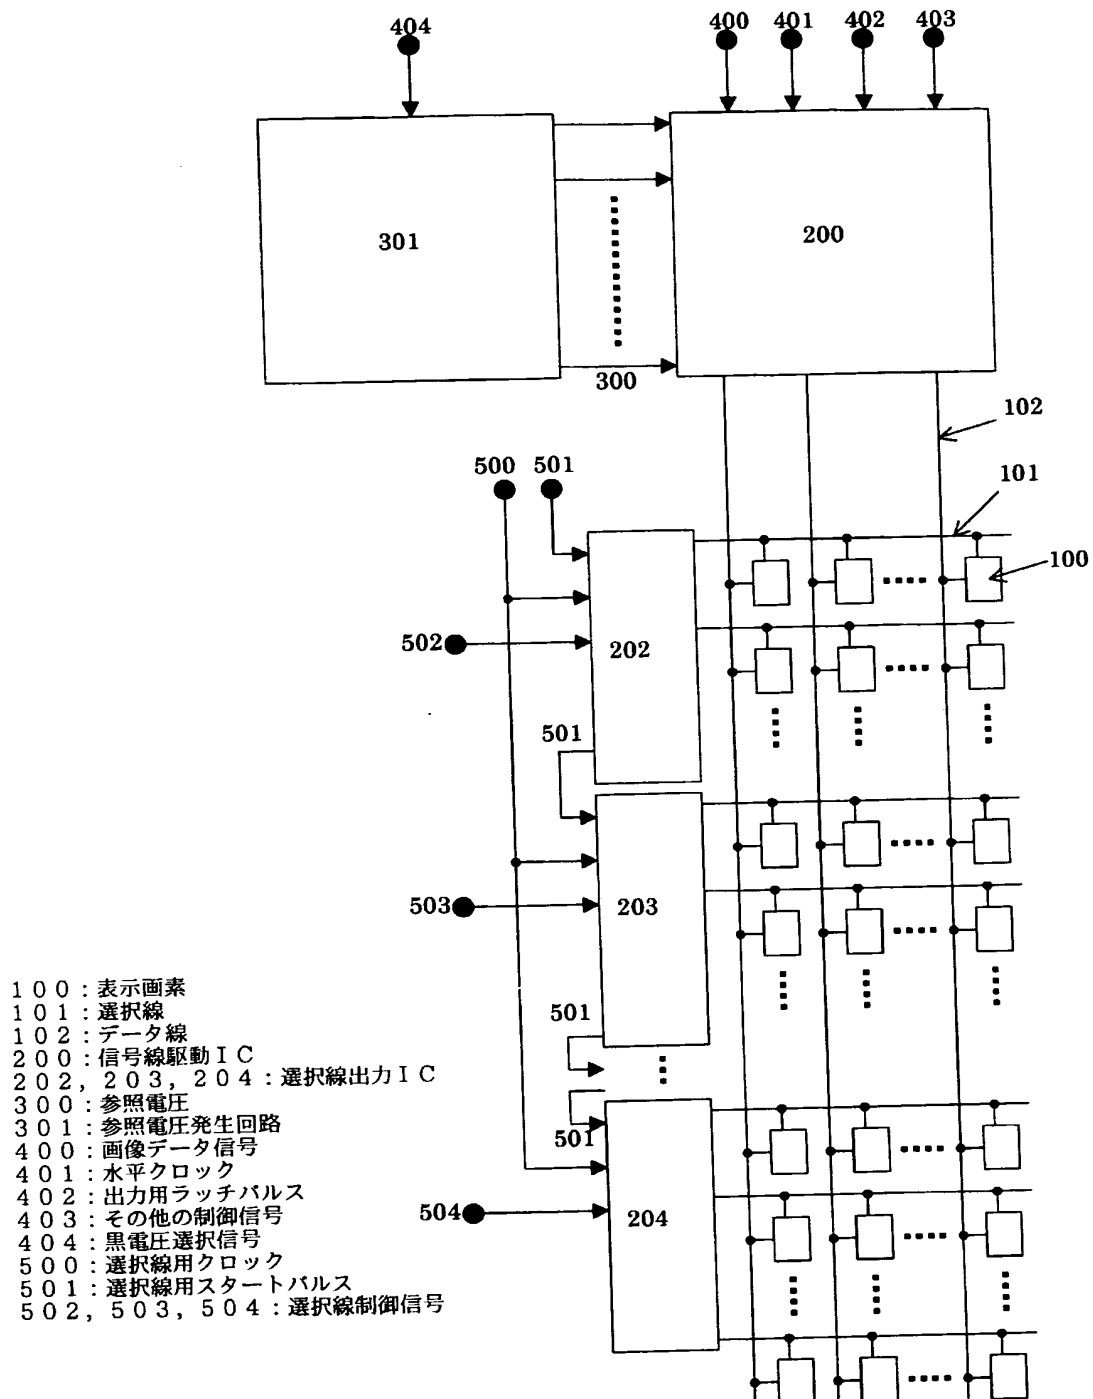 404
400 401 402 403
301
200
300
102
500 501
101
100
502
202
501
503
203
501
501
504
204
100：表示画素
101：選択線
102：データ線
200：信号線駆動IC
202，203，204：選択線出力IC
300：参照電圧
301：参照電圧発生回路
400：画像データ信号
401：水平クロック
402：出力用ラッチパルス
403：その他の制御信号
404：黒電圧選択信号
500：選択線用クロック
501：選択線用スタートパルス
502，503，504：選択線制御信号